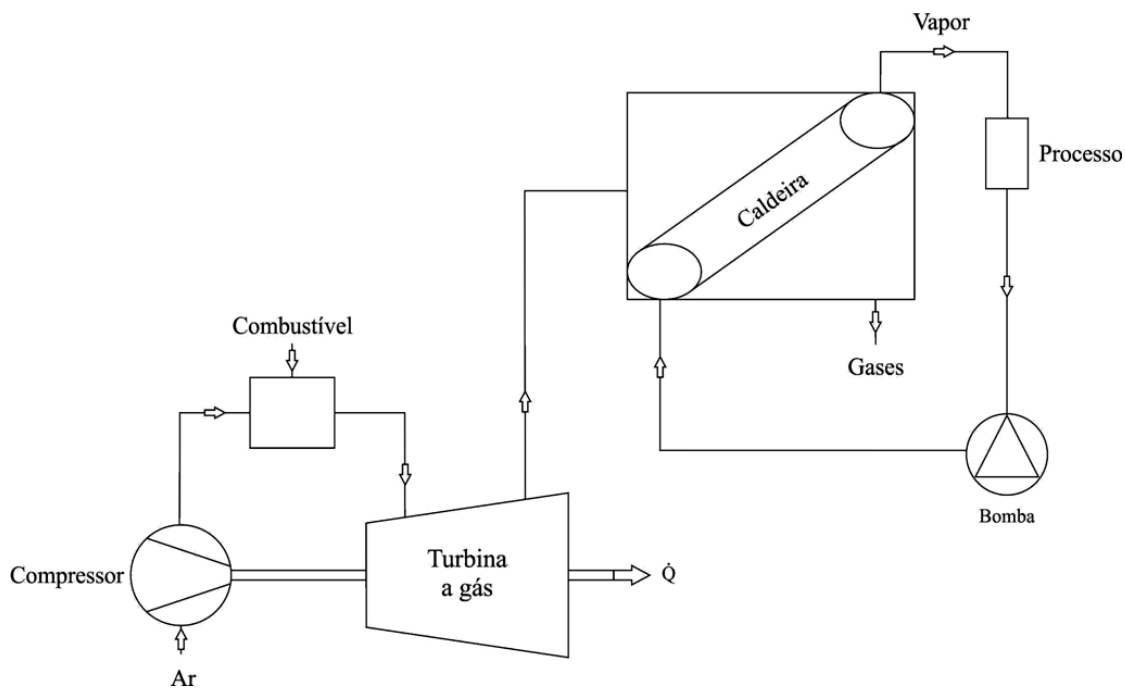 Vapor
Processo
Caldeira
Combustível
Gases
Bomba
Turbina
a gás
Q̇
Compressor
Ar